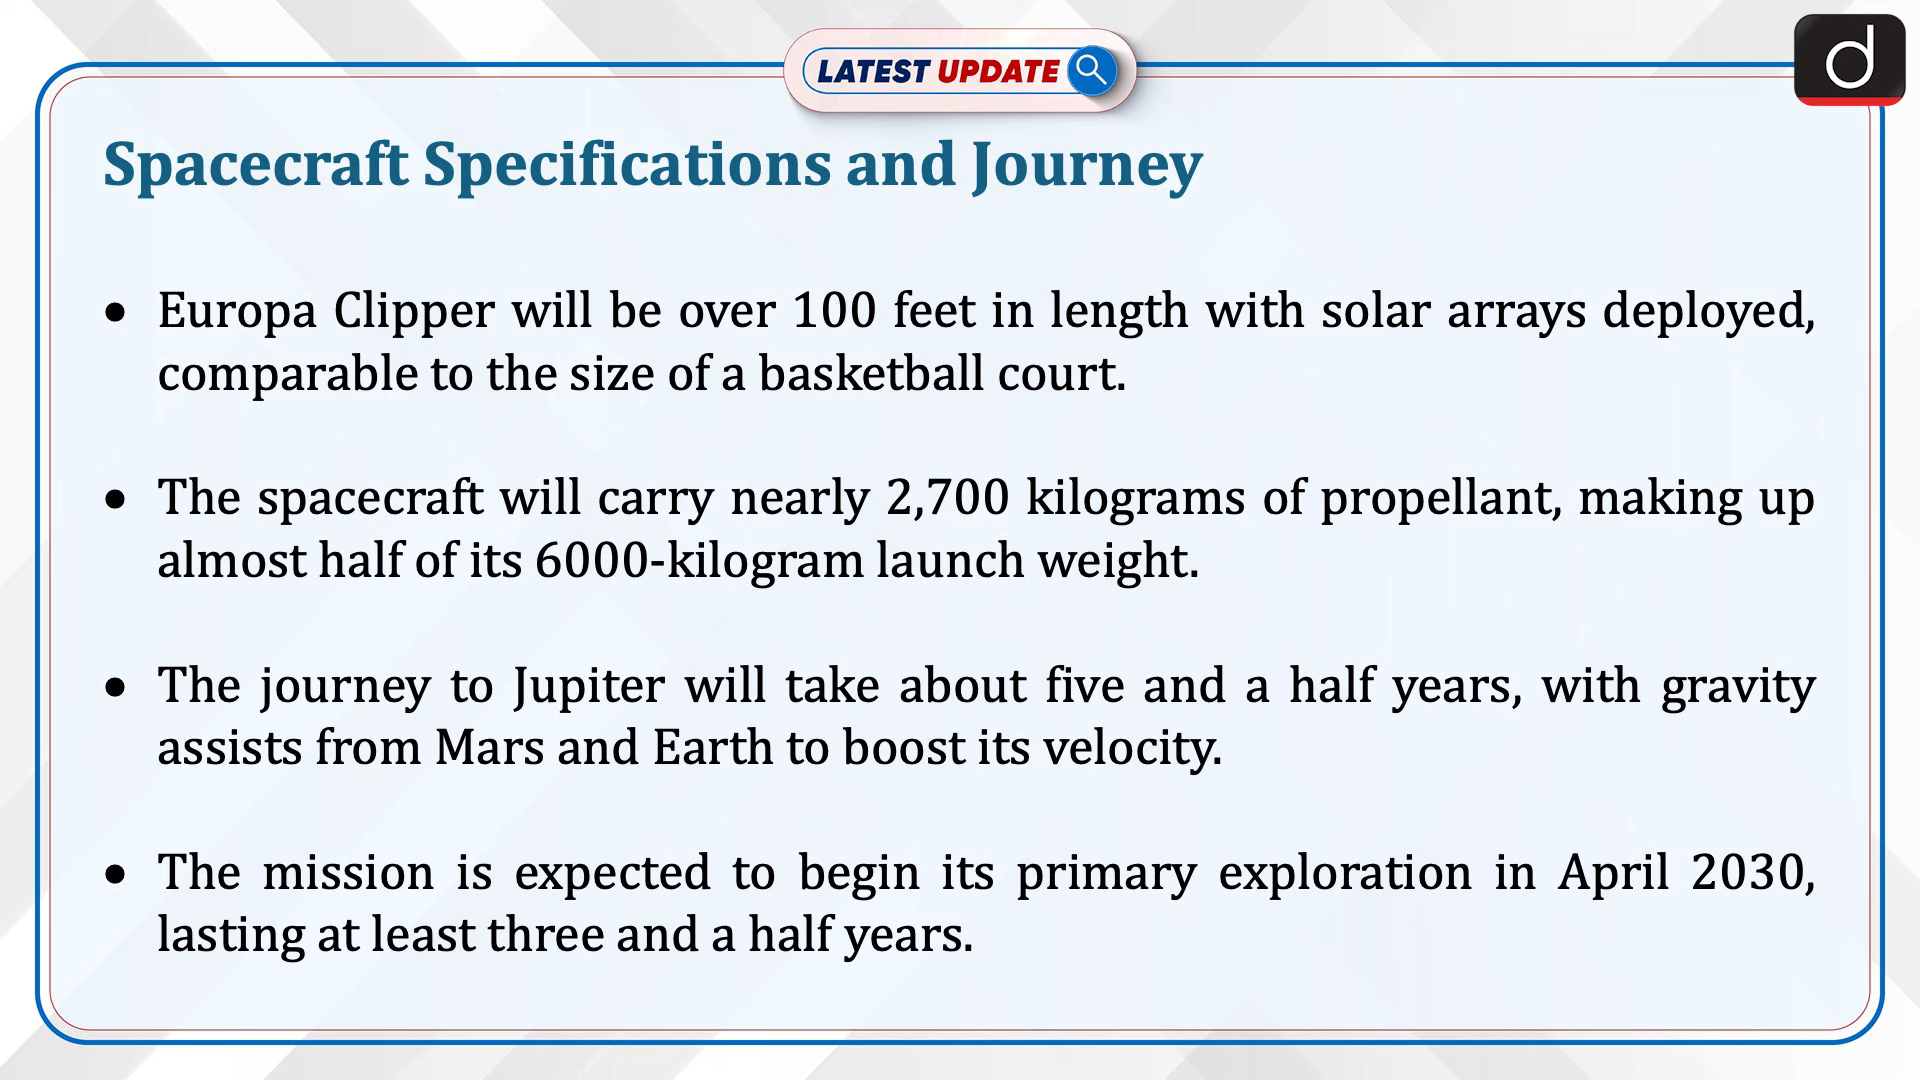 LATEST UPDATE
d
Spacecraft Specifications and Journey
• Europa Clipper will be over 100 feet in length with solar arrays deployed,
comparable to the size of a basketball court.
• The spacecraft will carry nearly 2,700 kilograms of propellant, making up
almost half of its 6000-kilogram launch weight.
• The journey to Jupiter will take about five and a half years, with gravity
assists from Mars and Earth to boost its velocity.
• The mission is expected to begin its primary exploration in April 2030,
lasting at least three and a half years.